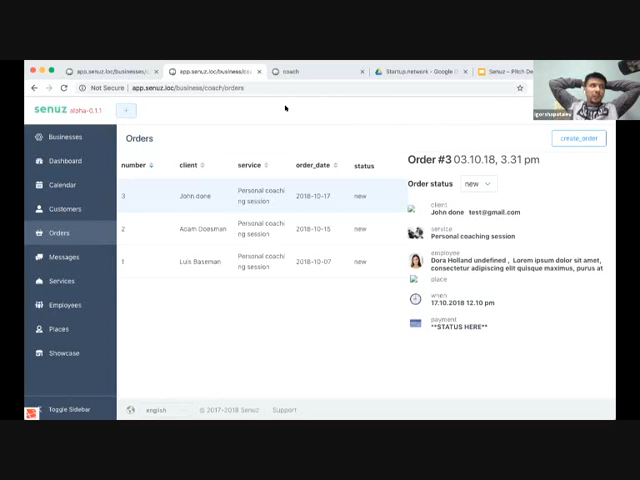 app.senuz.loc/businesses/
app.senuz.loc/business/coa
coach
Startup.network - Google D
Senuz – Pitch De
Not Secure
app.senuz.loc/business/coach/orders
senuz alpha-0.1.1
+
Businesses
Dashboard
Calendar
Customers
Orders
Messages
Services
Employees
Places
Showcase
Toggle Sidebar
Orders
create_order
number client service order_date status
3 John done Personal coachi
ng session 2018-10-17 new
2 Adam Doesman Personal coachi
ng session 2018-10-15 new
1 Luis Baseman Personal coachi
ng session 2018-10-07 new
Order #3 03.10.18, 3.31 pm
Order status new
client
John done test@gmail.com
service
Personal coaching session
employee
Dora Holland undefined , Lorem ipsum dolor sit amet,
consectetur adipiscing elit quisque maximus, purus at
place
when
17.10.2018 12.10 pm
payment
**STATUS HERE**
english
© 2017-2018 Senuz
Support